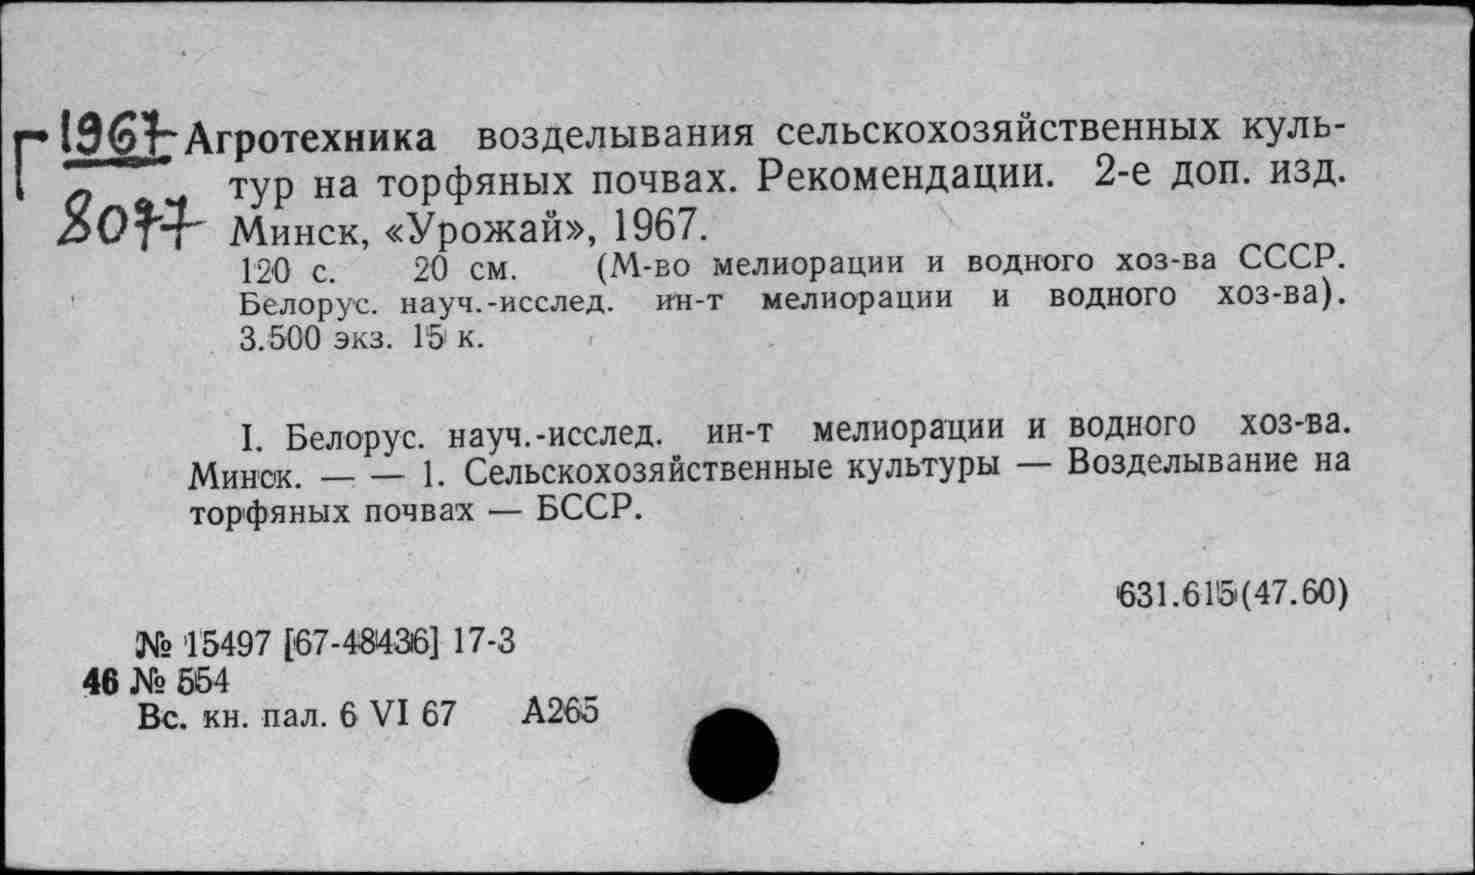 Г 1967 Агротехника возделывания сельскохозяйственных куль-
тур на торфяных почвах. Рекомендации. 2-е доп. изд.
8077 Минск, «Урожай», 1967.
120 с. 20 см. (М-во мелиорации и водного хоз-ва СССР.
Белорус. науч.-исслед. ин-т мелиорации и водного хоз-ва).
3.500 экз. 15 к.
I. Белорус. науч.-исслед. ин-т мелиорации и водного хоз-ва.
Минск. — — 1. Сельскохозяйственные культуры — Возделывание на
торфяных почвах — БССР.
631.615(47.60)
№ 15497 [67-48436] 17-3
46 № 554
Вс. кн. пал. 6 VI 67 А265